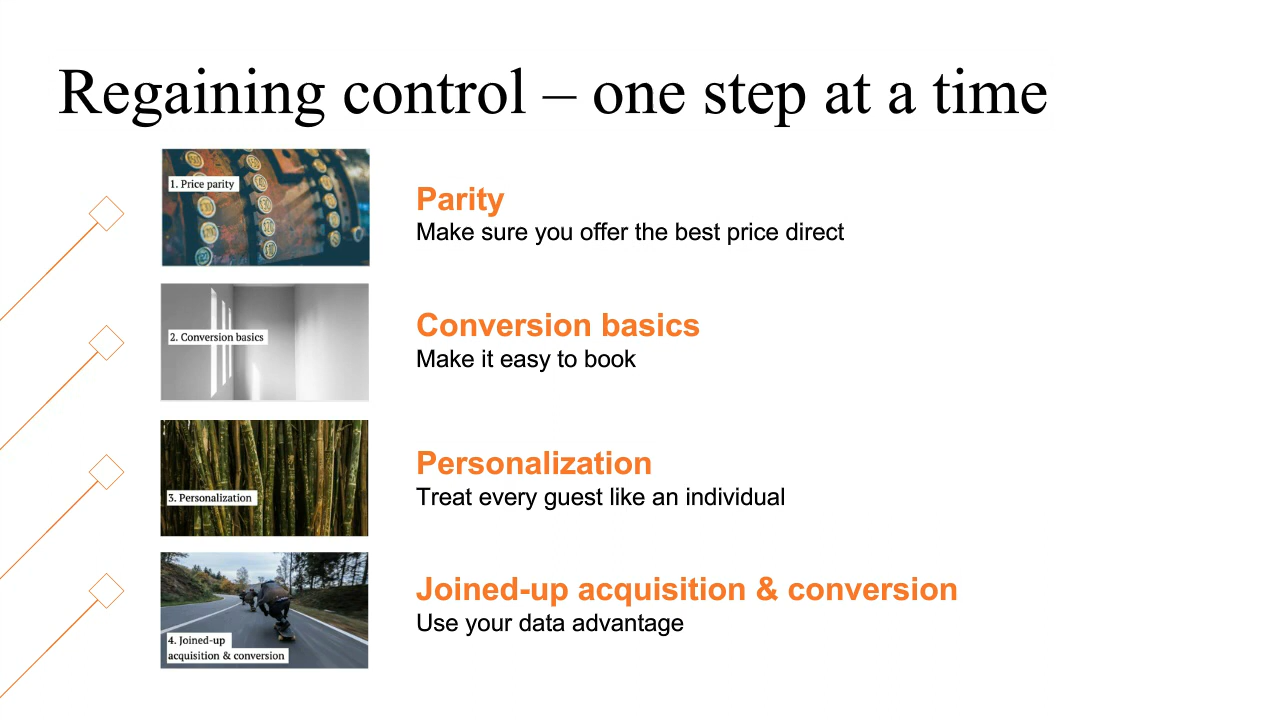 Regaining control – one step at a time
1. Price parity
Parity
Make sure you offer the best price direct
2. Conversion basics
Conversion basics
Make it easy to book
3. Personalization
Personalization
Treat every guest like an individual
4. Joined-up
acquisition & conversion
Joined-up acquisition & conversion
Use your data advantage